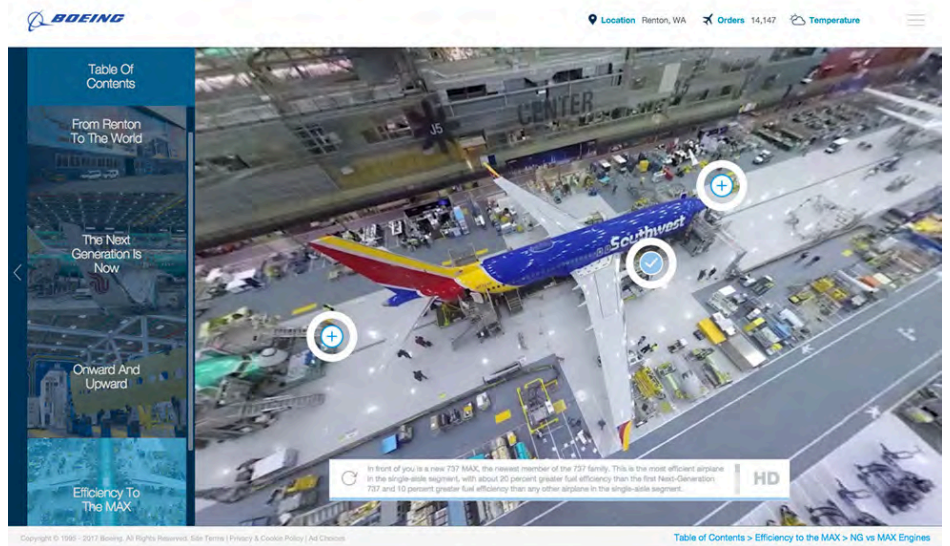 BOEING
Location Renton, WA Orders 14,147 Temperature
Table Of
Contents
From Renton
To The World
The Next
Generation Is
Now
Onward And
Upward
Efficiency To
The MAX
J5
CENTER
Southwest
In front of you is a new 737 MAX, the newest member of the 737 family. This is the most efficient airplane
in the single-aisle segment, with about 20 percent greater fuel efficiency than the first Next-Generation
737 and 10 percent greater fuel efficiency than any other airplane in the single-aisle segment.
HD
Copyright © 1995 - 2017 Boeing. All Rights Reserved. Site Terms | Privacy & Cookie Policy | Ad Choices
Table of Contents > Efficiency to the MAX > NG vs MAX Engines